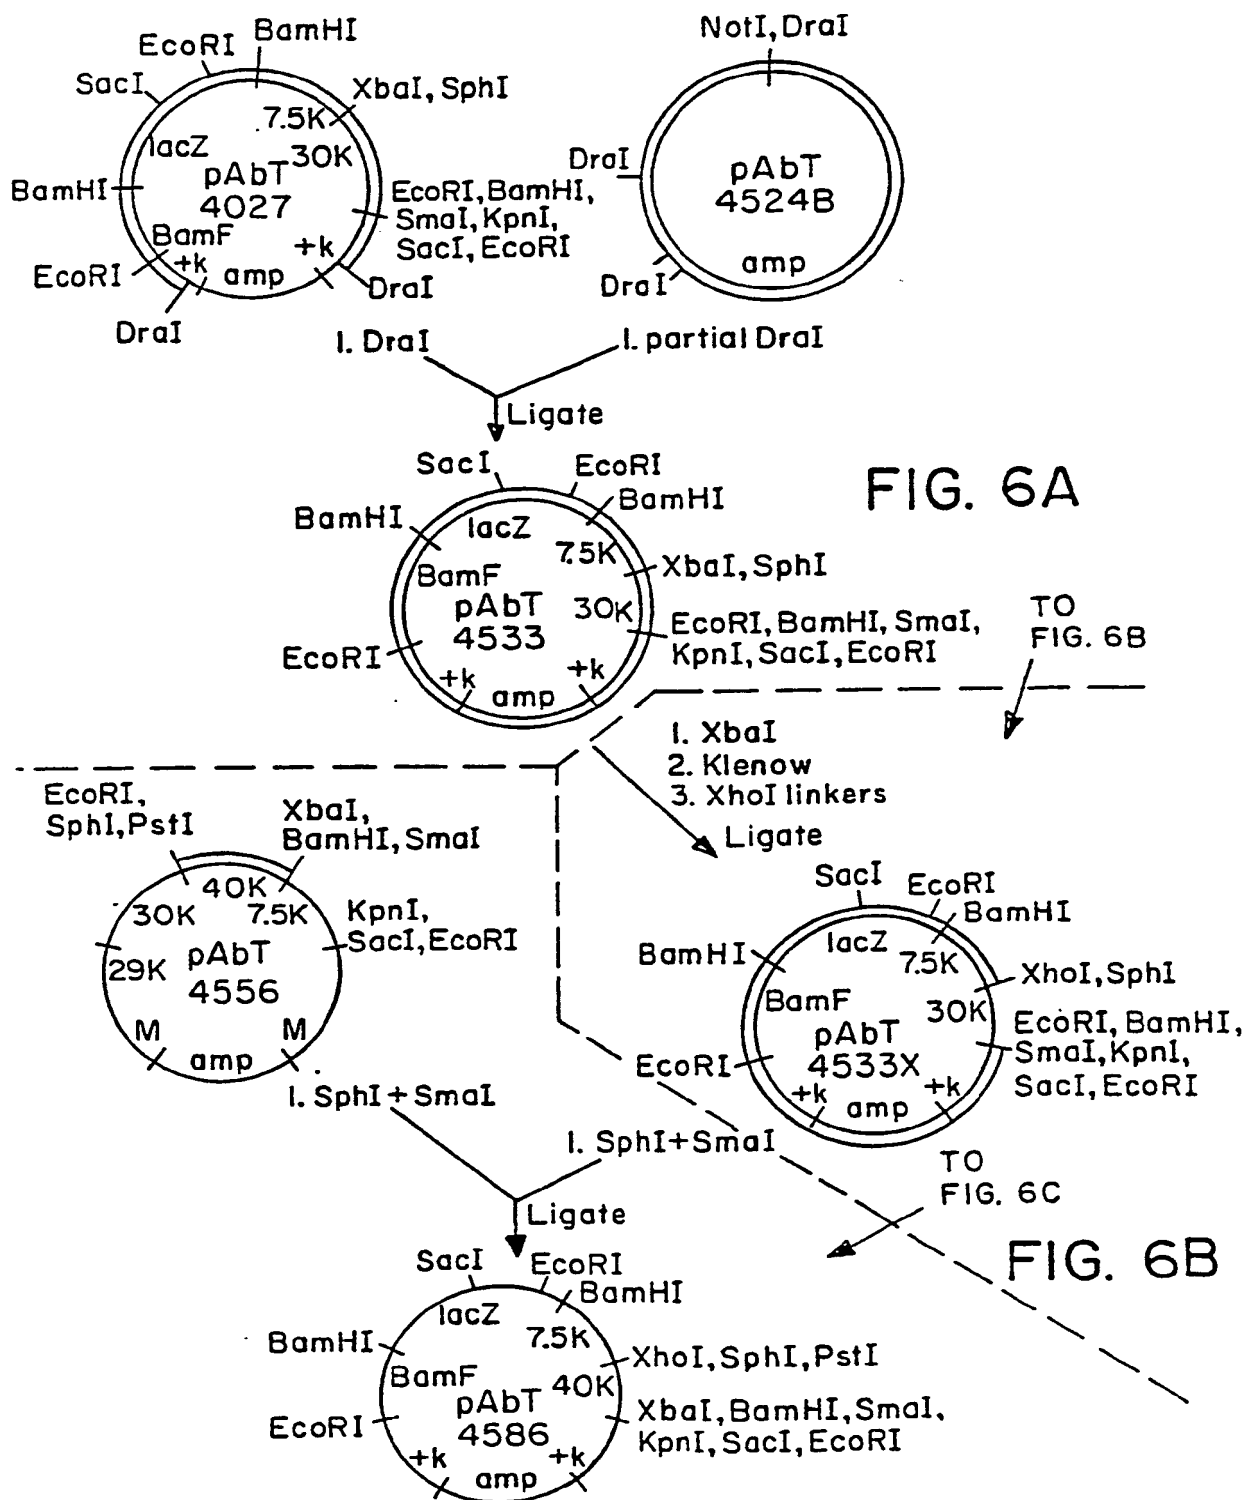 EcoRI
BamHI
SacI
XbaI, SphI
7.5K
lacZ
30K
pAbT
4027
BamHI
EcoRI, BamHI,
SmaI, KpnI,
SacI, EcoRI
BamF
+k
+k
amp
EcoRI
DraI
DraI
NotI, DraI
DraI
pAbT
4524B
amp
DraI
1. DraI
1. partial DraI
Ligate
SacI
EcoRI
BamHI
BamHI
lacZ
7.5K
XbaI, SphI
BamF
pAbT
4533
30K
EcoRI, BamHI, SmaI,
KpnI, SacI, EcoRI
EcoRI
+k
amp
+k
FIG. 6A
TO
FIG. 6B
1. XbaI
2. Klenow
3. XhoI linkers
Ligate
EcoRI,
SphI, PstI
XbaI,
BamHI, SmaI
40K
30K
7.5K
KpnI,
SacI, EcoRI
29K
pAbT
4556
M
M
amp
SacI
EcoRI
BamHI
BamHI
lacZ
7.5K
XhoI, SphI
BamF
30K
pAbT
4533X
EcoRI, BamHI,
SmaI, KpnI,
SacI, EcoRI
EcoRI
+k
amp
+k
1. SphI + SmaI
1. SphI+SmaI
Ligate
TO
FIG. 6C
FIG. 6B
SacI
EcoRI
BamHI
lacZ
7.5K
BamHI
XhoI, SphI, PstI
BamF
40K
pAbT
4586
XbaI, BamHI, SmaI,
KpnI, SacI, EcoRI
EcoRI
+k
+k
amp